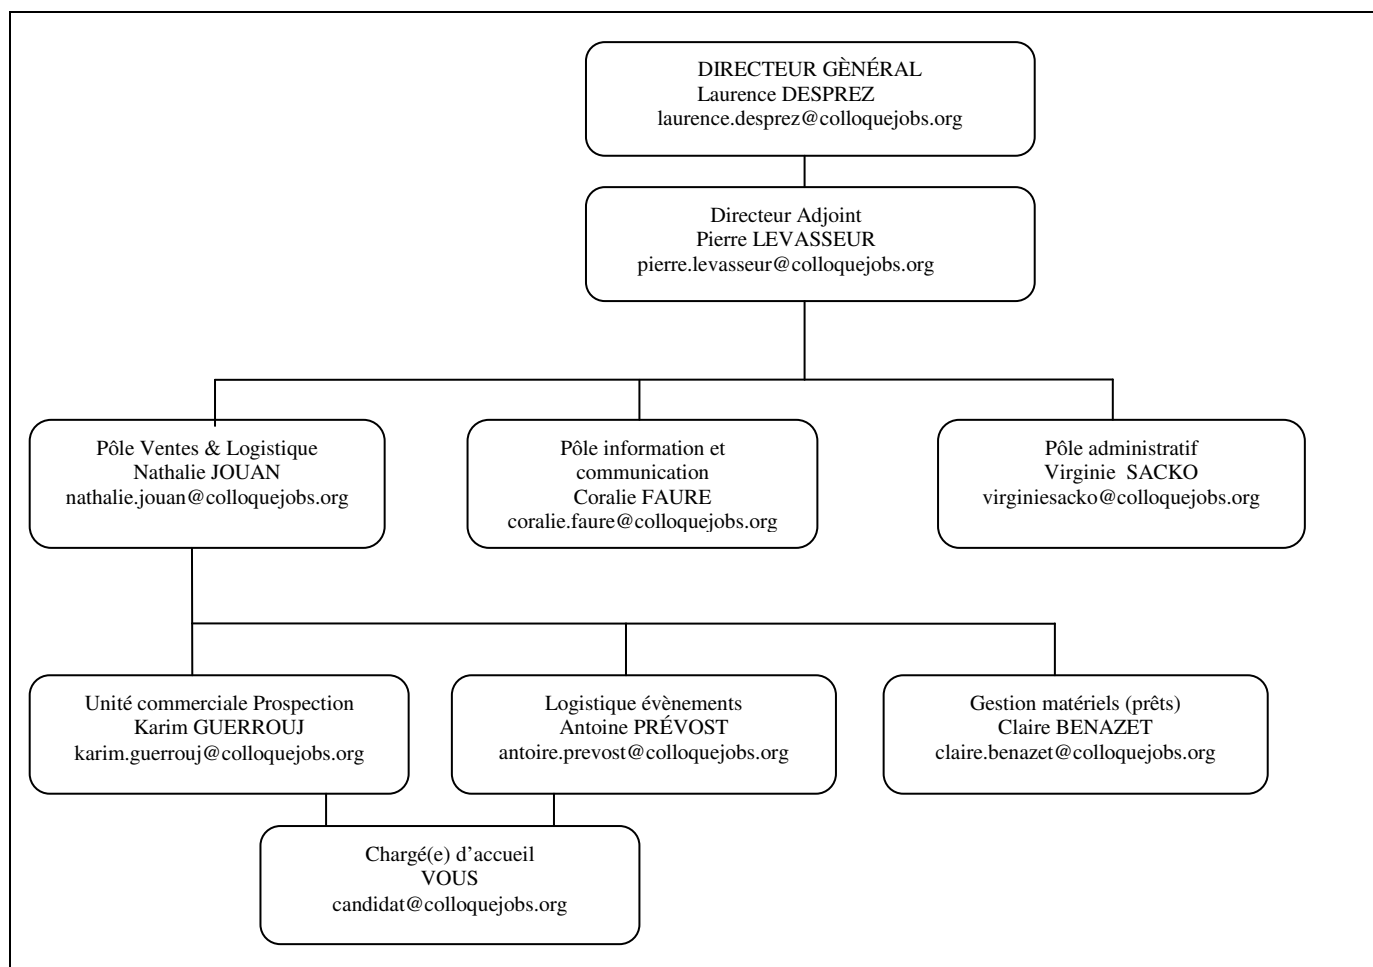 DIRECTEUR GÈNÉRAL
Laurence DESPREZ
laurence.desprez@colloquejobs.org
Directeur Adjoint
Pierre LEVASSEUR
pierre.levasseur@colloquejobs.org
Pôle Ventes & Logistique
Nathalie JOUAN
nathalie.jouan@colloquejobs.org
Pôle information et
communication
Coralie FAURE
coralie.faure@colloquejobs.org
Pôle administratif
Virginie  SACKO
virginiesacko@colloquejobs.org
Unité commerciale Prospection
Karim GUERROUJ
karim.guerrouj@colloquejobs.org
Logistique évènements
Antoine PRÉVOST
antoire.prevost@colloquejobs.org
Gestion matériels (prêts)
Claire BENAZET
claire.benazet@colloquejobs.org
Chargé(e) d’accueil
VOUS
candidat@colloquejobs.org